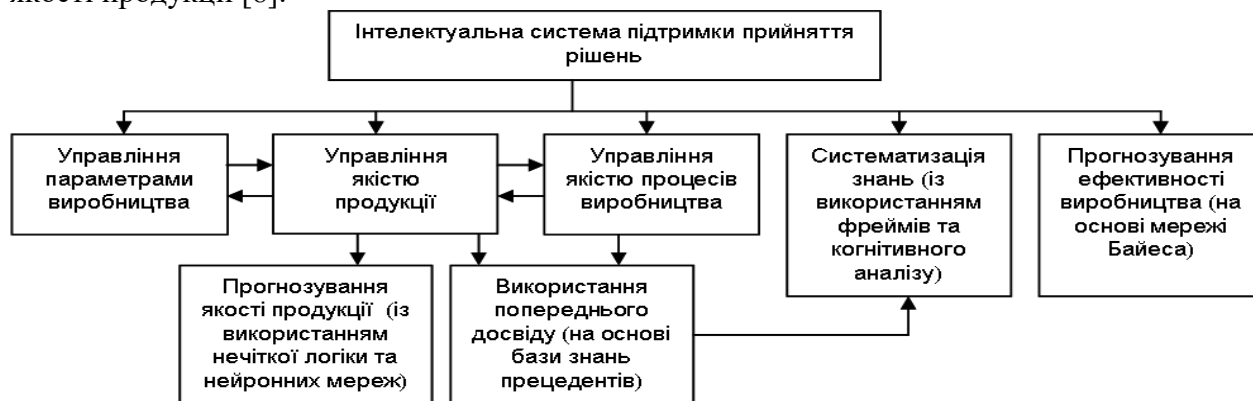 якості продукції [6].
Інтелектуальна система підтримки прийняття
рішень
Управління
параметрами
виробництва
Управління
якістю
продукції
Управління
якістю процесів
виробництва
Систематизація
знань (із
використанням
фреймів та
когнітивного
аналізу)
Прогнозування
ефективності
виробництва (на
основі мережі
Байеса)
Прогнозування
якості продукції (із
використанням
нечіткої логіки та
нейронних мереж)
Використання
попереднього
досвіду (на основі
бази знань
прецедентів)